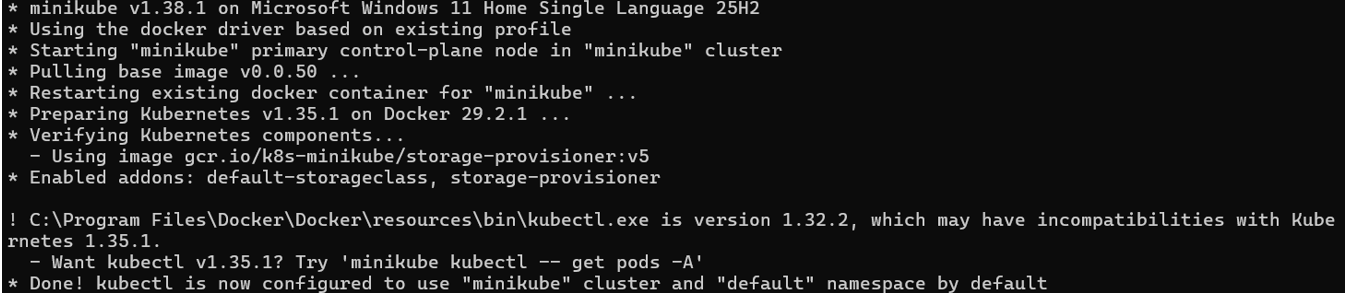 * minikube v1.38.1 on Microsoft Windows 11 Home Single Language 25H2
* Using the docker driver based on existing profile
* Starting "minikube" primary control-plane node in "minikube" cluster
* Pulling base image v0.0.50 ...
* Restarting existing docker container for "minikube" ...
* Preparing Kubernetes v1.35.1 on Docker 29.2.1 ...
* Verifying Kubernetes components...
  - Using image gcr.io/k8s-minikube/storage-provisioner:v5
* Enabled addons: default-storageclass, storage-provisioner

! C:\Program Files\Docker\Docker\resources\bin\kubectl.exe is version 1.32.2, which may have incompatibilities with Kube
rnetes 1.35.1.
  - Want kubectl v1.35.1? Try 'minikube kubectl -- get pods -A'
* Done! kubectl is now configured to use "minikube" cluster and "default" namespace by default